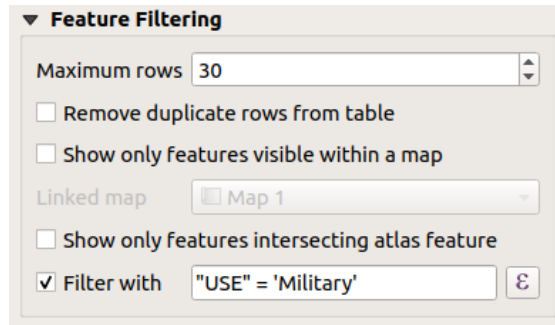 Feature Filtering
Maximum rows 30
Remove duplicate rows from table
Show only features visible within a map
Linked map Map 1
Show only features intersecting atlas feature
Filter with "USE" = 'Military' ε